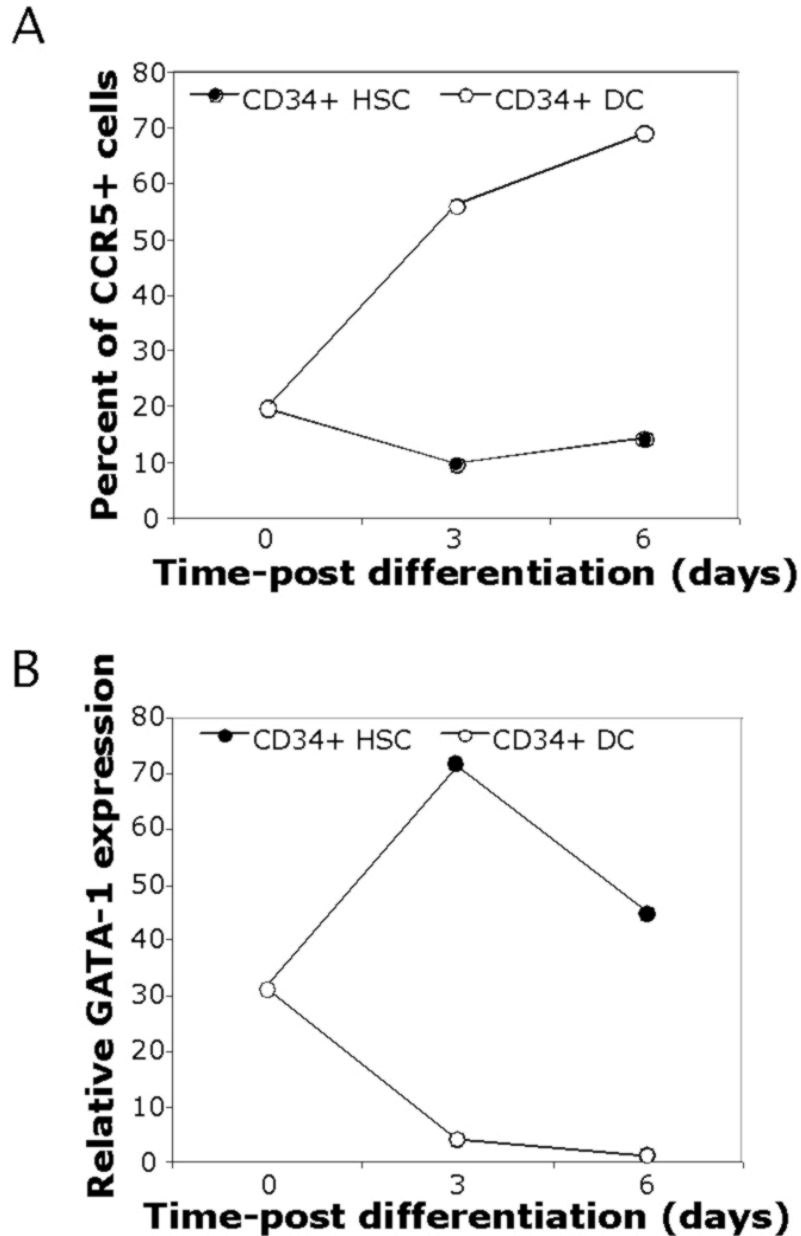 A
Percent of CCR5+ cells
80
70
60
50
40
30
20
10
0
CD34+ HSC CD34+ DC
0 3 6
Time-post differentiation (days)
B
Relative GATA-1 expression
80
70
60
50
40
30
20
10
0
CD34+ HSC CD34+ DC
0 3 6
Time-post differentiation (days)